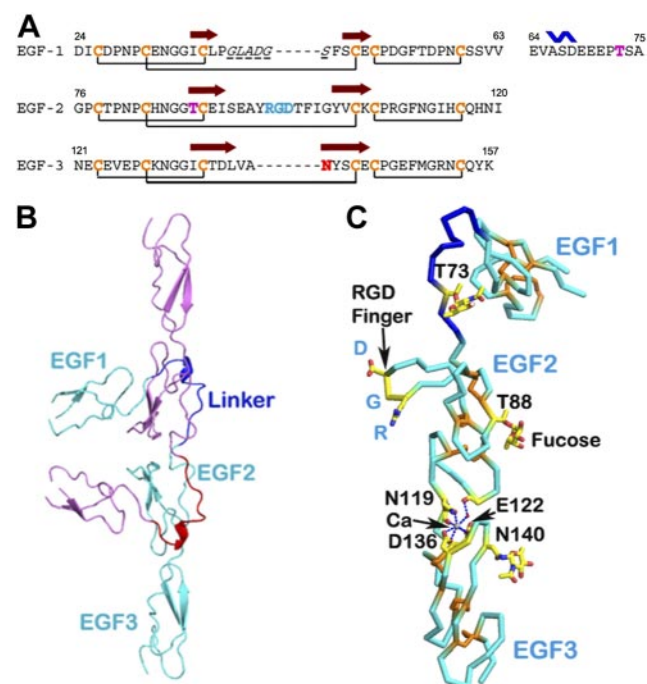 A
24 63 64 75
EGF-1 DICDPNPCENGGICLPGLADG-----SFSCECPDGFTDPNCSSVV EVASDEEEPTSA
76 120
EGF-2 GPCTPNPCHNGGTCEISEAYRGDTFIGYVCKCPRGFNGIHCQHNI
121 157
EGF-3 NECEVEPCKNGGICTDLVA-------NYSCECPGEFMGRNCQYK
B
C
EGF1
T73
RGD
Finger
EGF1
Linker
D
EGF2
G
T88
R
Fucose
EGF2
N119
E122
Ca
N140
D136
EGF3
EGF3